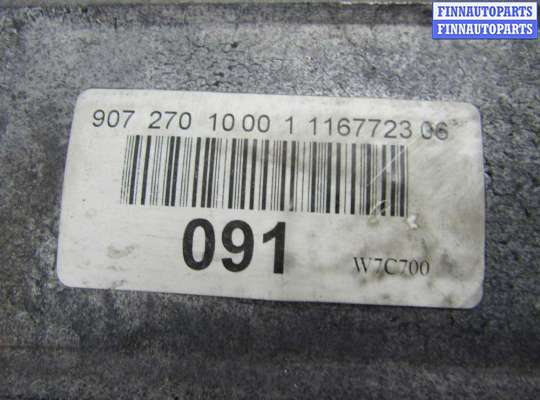 FINNAUTOPARTS
FINNAUTOPARTS
907 270 10 00 1 1167723 06
091
W7C700